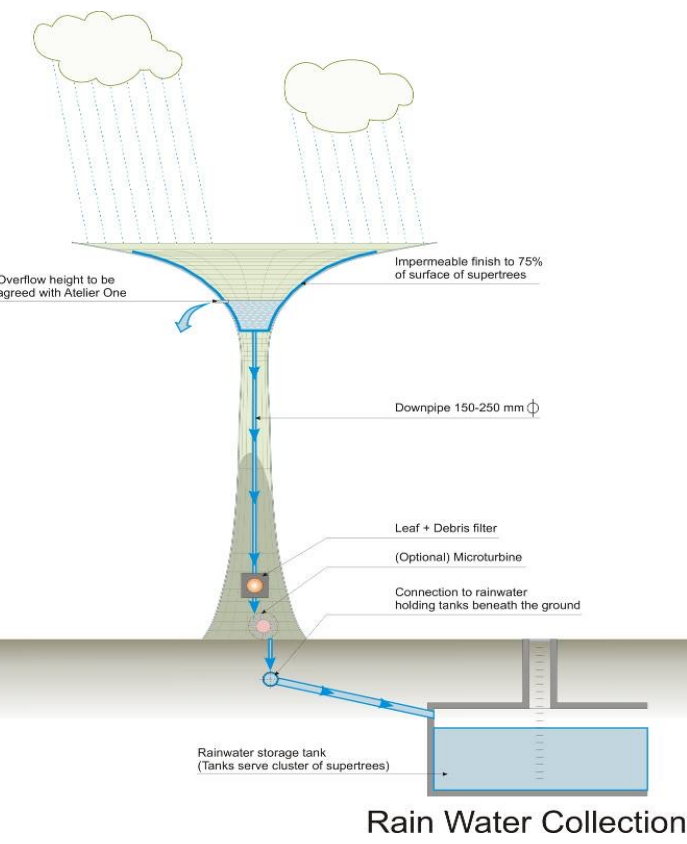 Overflow height to be
agreed with Atelier One
Impermeable finish to 75%
of surface of supertrees
Downpipe 150-250 mm ϕ
Leaf + Debris filter
(Optional) Microturbine
Connection to rainwater
holding tanks beneath the ground
Rainwater storage tank
(Tanks serve cluster of supertrees)
Rain Water Collection